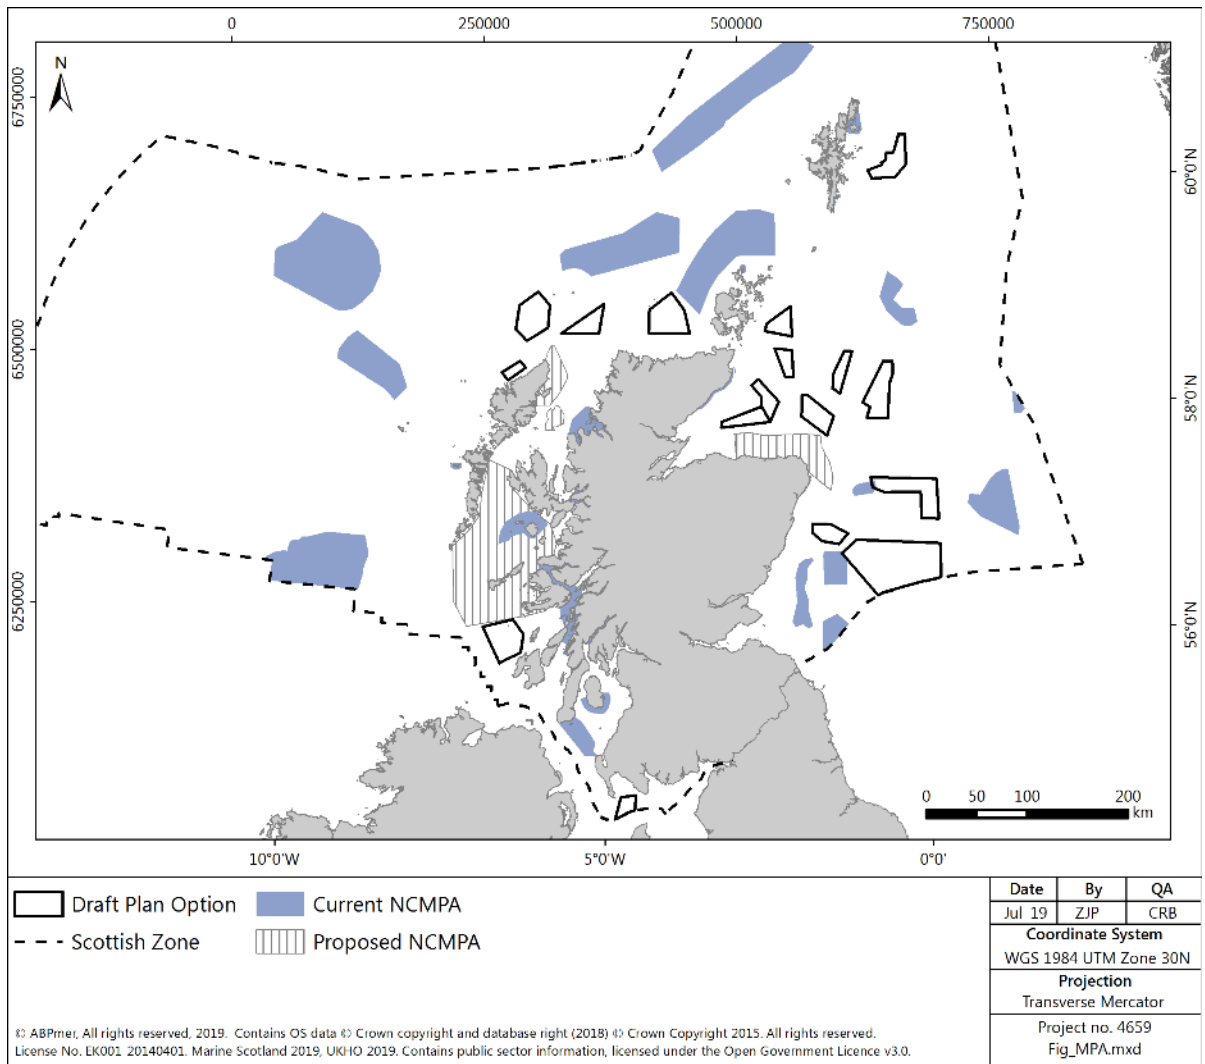 0 250000 500000 750000
N
6750000
6500000
6250000
60°0'N
58°0'N
56°0'N
0 50 100 200
km
10°0'W 5°0'W 0°0'
Draft Plan Option Current NCMPA
Scottish Zone Proposed NCMPA
Date By QA
Jul 19 ZJP CRB
Coordinate System
WGS 1984 UTM Zone 30N
Projection
Transverse Mercator
Project no. 4659
Fig_MPA.mxd
© ABPmer, All rights reserved, 2019. Contains OS data © Crown copyright and database right (2018) © Crown Copyright 2015. All rights reserved.
License No. EK001_20140401. Marine Scotland 2019, UKHO 2019. Contains public sector information, licensed under the Open Government Licence v3.0.